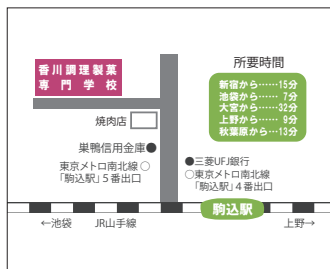 香川調理製菓
専門学校
焼肉店
巣鴨信用金庫●
東京メトロ南北線○
「駒込駅」5番出口
所要時間
新宿から……15分
池袋から…… 7分
大宮から……32分
上野から…… 9分
秋葉原から…13分
●三菱UFJ銀行
○東京メトロ南北線
「駒込駅」4番出口
駒込駅
←池袋
JR山手線
上野→